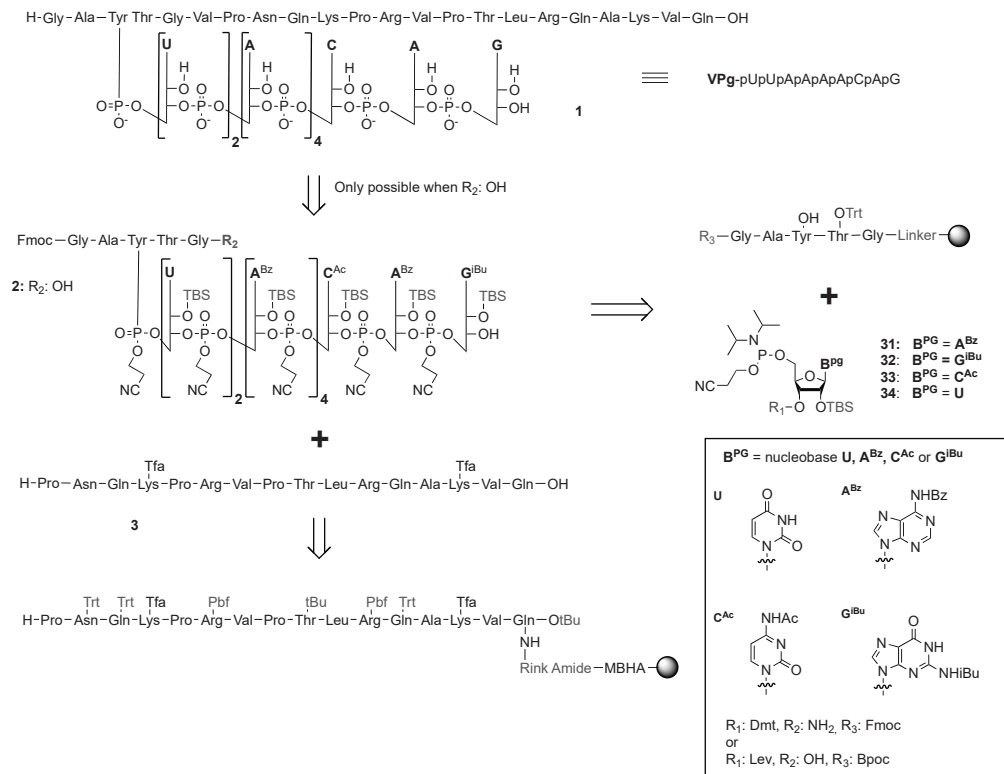 H-Gly-Ala-Tyr-Thr-Gly-Val-Pro-Asn-Gln-Lys-Pro-Arg-Val-Pro-Thr-Leu-Arg-Gln-Ala-Lys-Val-Gln-OH
U A C A G
H H H H H
O O O O O O O O O
O=P-O O-P-O O-P-O O-P-O O-P-O OH
O- O- O- O- O-
2 4
1
VPg-pUpUpApApApApCpApG
Only possible when R2: OH
Fmoc-Gly-Ala-Tyr-Thr-Gly-R2
2: R2: OH
U ABz CAc ABz GiBu
TBS TBS TBS TBS TBS
O O O O O O O O O
O=P-O O-P-O O-P-O O-P-O O-P-O OH
O O O O O
NC NC NC NC NC
2 4
+
Tfa Tfa
H-Pro-Asn-Gln-Lys-Pro-Arg-Val-Pro-Thr-Leu-Arg-Gln-Ala-Lys-Val-Gln-OH
3
Trt Trt Tfa Pbf tBu Pbf Trt Tfa
H-Pro-Asn-Gln-Lys-Pro-Arg-Val-Pro-Thr-Leu-Arg-Gln-Ala-Lys-Val-Gln-OtBu
NH
Rink Amide-MBHA
OH OTrt
R3-Gly-Ala-Tyr-Thr-Gly-Linker
+
N
P-O Bpg
O O
NC
O OTBS
R1
31: BPG = ABz
32: BPG = GiBu
33: BPG = CAc
34: BPG = U
BPG = nucleobase U, ABz, CAc or GiBu
U
O
NH
N O
ABz
NHBz
N N
N N
CAc
NHAc
N
N O
GiBu
O
N NH
N N NHiBu
R1: Dmt, R2: NH2, R3: Fmoc
or
R1: Lev, R2: OH, R3: Bpoc